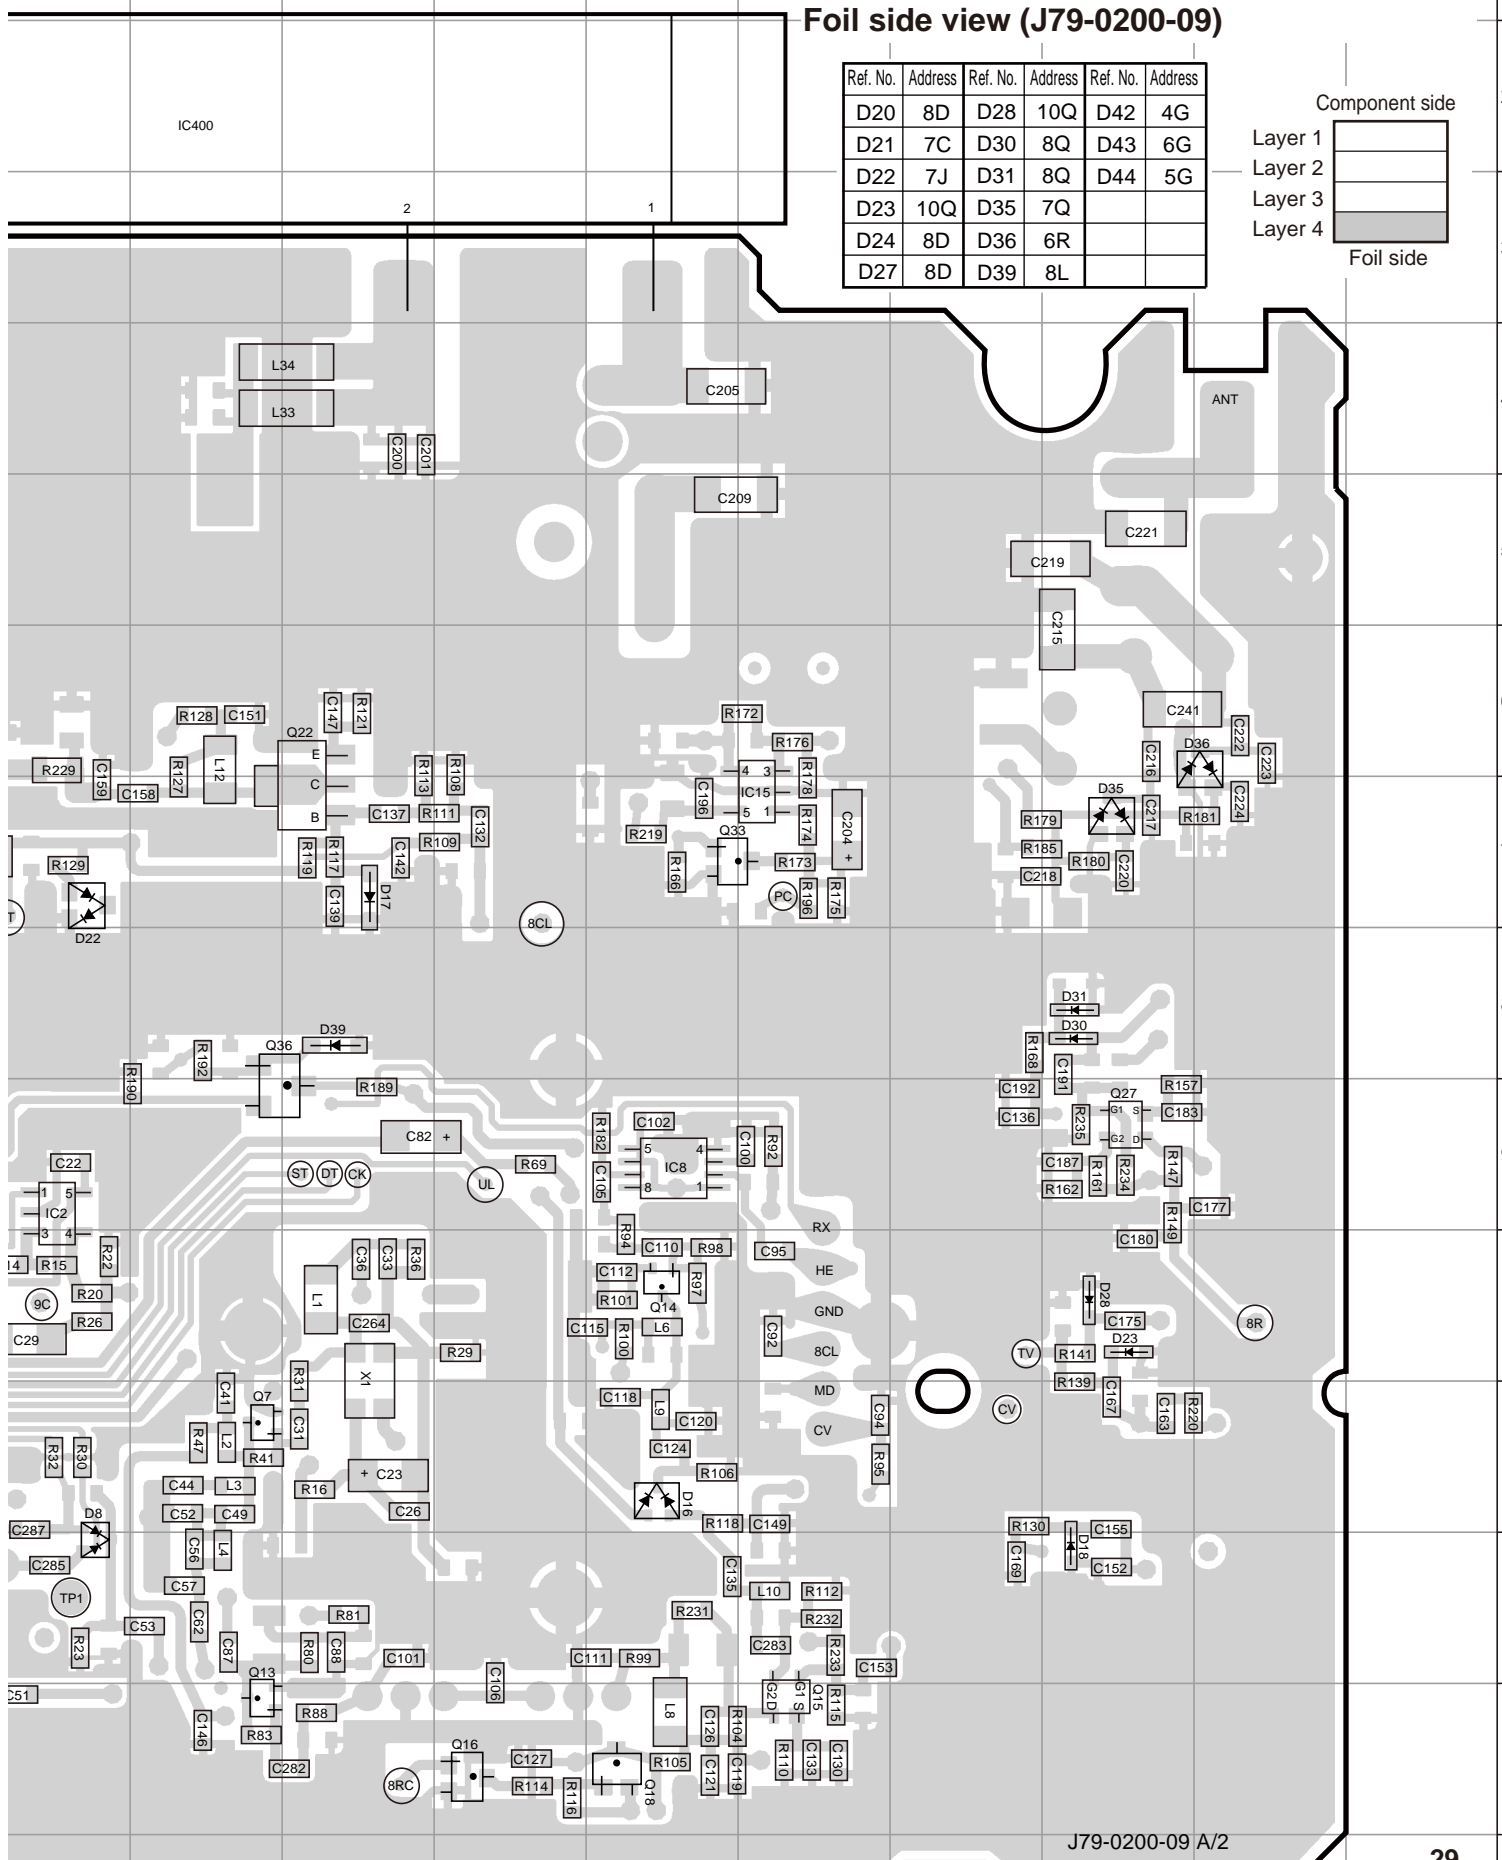 Foil side view (J79-0200-09)
Ref. No. Address Ref. No. Address Ref. No. Address
D20 8D D28 10Q D42 4G
D21 7C D30 8Q D43 6G
D22 7J D31 8Q D44 5G
D23 10Q D35 7Q
D24 8D D36 6R
D27 8D D39 8L
Component side
Layer 1
Layer 2
Layer 3
Layer 4
Foil side
IC400
2 1
L34
L33
C205
ANT
C200 C201
C209
C221
C219
C215
R128 C151 C147 R121 R172 C241
Q22 R176 C222
E D36
R229 C159 R127 L12 R113 R108 4 3 R178 C216 C223
C C196 IC15 D35
C158 B C137 R111 C132 5 1 C204 + R179 C217 R181 C224
R219 Q33 R174
R129 R119 R117 C142 R109 R166 R173 R185 R180 C220
C139 D17 PC R196 R175 C218
T D22 8CL
D31
D39 D30
R190 R192 Q36 R168 C191
R189 C192 Q27 R157
C82 + R182 C102 C100 R92 C136 R235 G1 S C183
G2 D
C22 ST DT CK UL R69 C105 5 4 IC8 8 1 C187 R161 R234 R147
1 5 IC2 3 4 R162 C177
R94 RX R149
14 R15 R22 C36 C33 R36 C110 R98 C95 C180
C112 HE
9C R20 L1 R101 Q14 R97 GND D28
R26 C264 C115 R100 L6 C92 C175 8R
C29 R29 8CL TV R141 D23
C41 Q7 R31 X1 C118 L9 MD R139 C167
C120 CV C94 CV C163 R220
R32 R30 R47 L2 R41 C31 C124 R95
C44 L3 R16 + C23 R106
C52 C49 C26 D16
C287 D8 R118 C149 R130 D18 C155
C285 C56 L4 C135 C169 C152
TP1 C57 L10 R112
C53 C62 R81 R231 R232
R23 C87 R80 C88 C101 C111 R99 C283 R233 C153
C51 Q13 C106 L8 G2 D G1 S Q15 R115
C146 R83 R88 C126 R104
C282 Q16 C127 R105 R110 C133 C130
8RC R114 R116 Q18 C121 C119
J79-0200-09 A/2